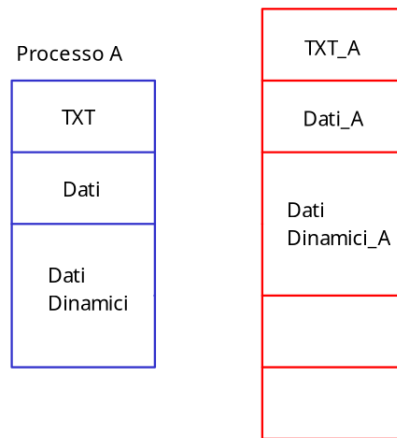 Processo A
TXT
Dati
Dati
Dinamici
TXT_A
Dati_A
Dati
Dinamici_A